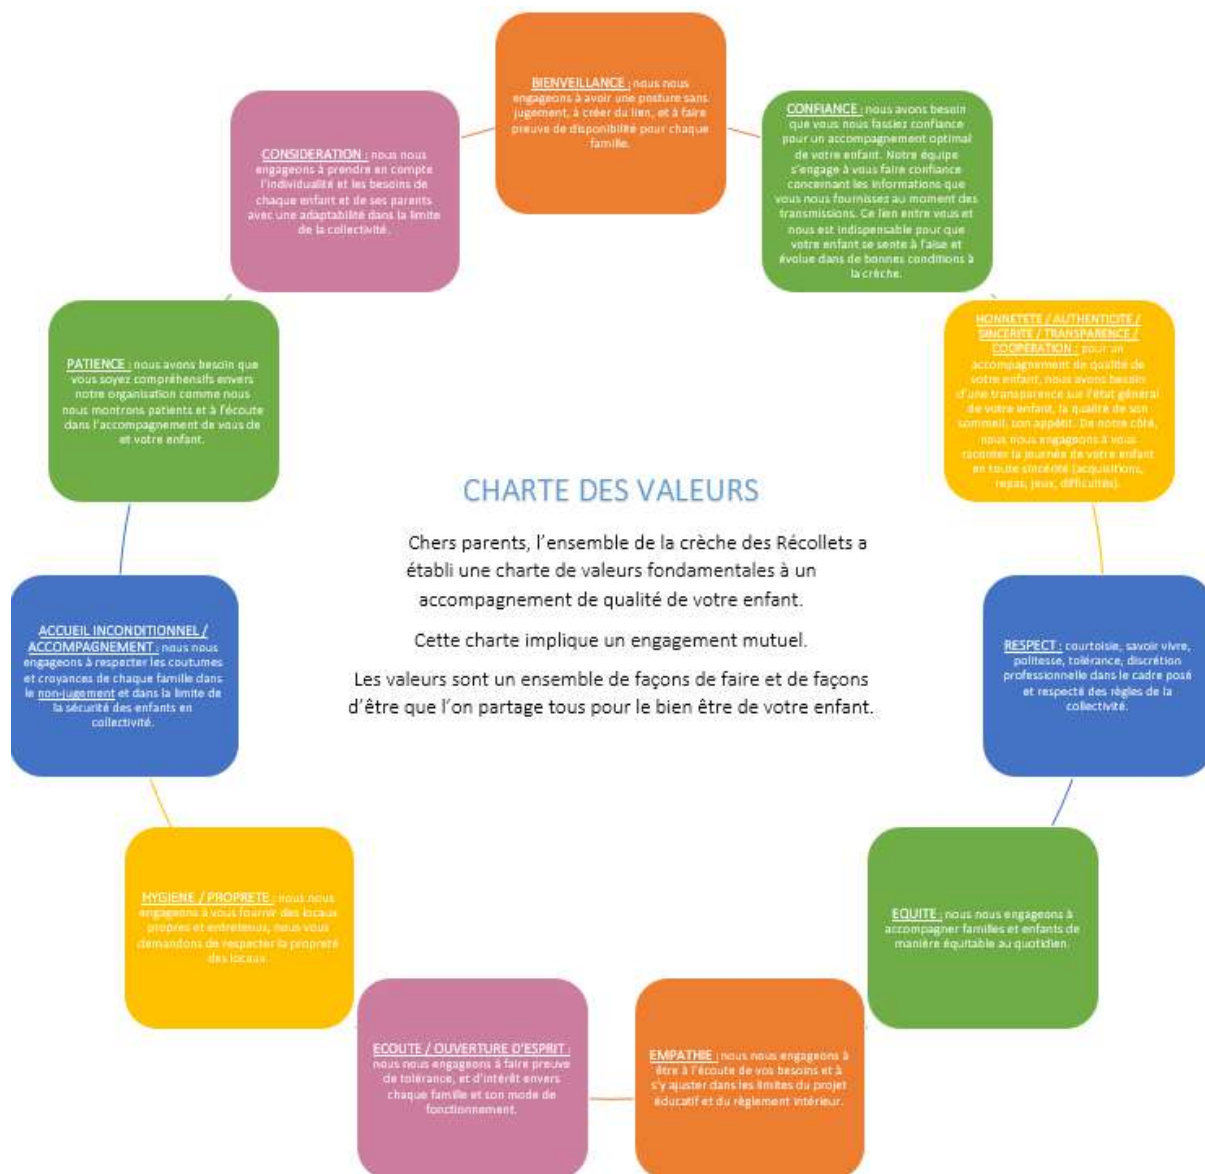 BIENVEILLANCE : nous nous
engageons à avoir une posture sans
jugement, à créer du lien, et à faire
preuve de disponibilité pour chaque
famille.
CONFIANCE : nous avons besoin
que vous nous fassiez confiance
pour un accompagnement optimal
de votre enfant. Notre équipe
s'engage à vous faire confiance
concernant les informations que
vous nous fournissez au moment des
transmissions. Ce lien entre vous et
nous est indispensable pour que
votre enfant se sente à l'aise et
évolue dans de bonnes conditions à
la crèche.
HONNETETE / AUTHENTICITE /
SINCERITE / TRANSPARENCE /
COOPERATION : pour un
accompagnement de qualité de
votre enfant, nous avons besoin
d'une transparence sur l'état général
de votre enfant, la qualité de son
sommeil, son appétit. De notre côté,
nous nous engageons à vous
raconter la journée de votre enfant
en toute sincérité (acquisitions,
repas, jeux, difficultés).
RESPECT : courtoisie, savoir vivre,
politesse, tolérance, discrétion
professionnelle dans le cadre posé
et respecté des règles de la
collectivité.
EQUITE : nous nous engageons à
accompagner familles et enfants de
manière équitable au quotidien.
EMPATHIE : nous nous engageons à
être à l'écoute de vos besoins et à
s'y ajuster dans les limites du projet
éducatif et du règlement intérieur.
ECOUTE / OUVERTURE D'ESPRIT :
nous nous engageons à faire preuve
de tolérance, et d'intérêt envers
chaque famille et son mode de
fonctionnement.
HYGIENE / PROPRETE : nous nous
engageons à vous fournir des locaux
propres et entretenus, nous vous
demandons de respecter la propreté
des locaux.
ACCUEIL INCONDITIONNEL /
ACCOMPAGNEMENT : nous nous
engageons à respecter les coutumes
et croyances de chaque famille dans
le non-jugement et dans la limite de
la sécurité des enfants en
collectivité.
PATIENCE : nous avons besoin que
vous soyez compréhensifs envers
notre organisation comme nous
nous montrons patients et à l'écoute
dans l'accompagnement de vous de
et votre enfant.
CONSIDERATION : nous nous
engageons à prendre en compte
l'individualité et les besoins de
chaque enfant et de ses parents
avec une adaptabilité dans la limite
de la collectivité.
CHARTE DES VALEURS
Chers parents, l'ensemble de la crèche des Récollets a
établi une charte de valeurs fondamentales à un
accompagnement de qualité de votre enfant.
Cette charte implique un engagement mutuel.
Les valeurs sont un ensemble de façons de faire et de façons
d'être que l'on partage tous pour le bien être de votre enfant.